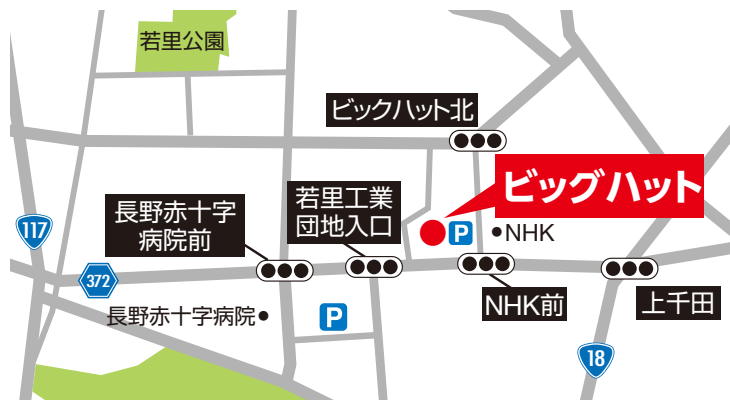 若里公園
ビックハット北
ビッグハット
長野赤十字
病院前
若里工業
団地入口
117
P
NHK
372
長野赤十字病院
P
NHK前
上千田
18